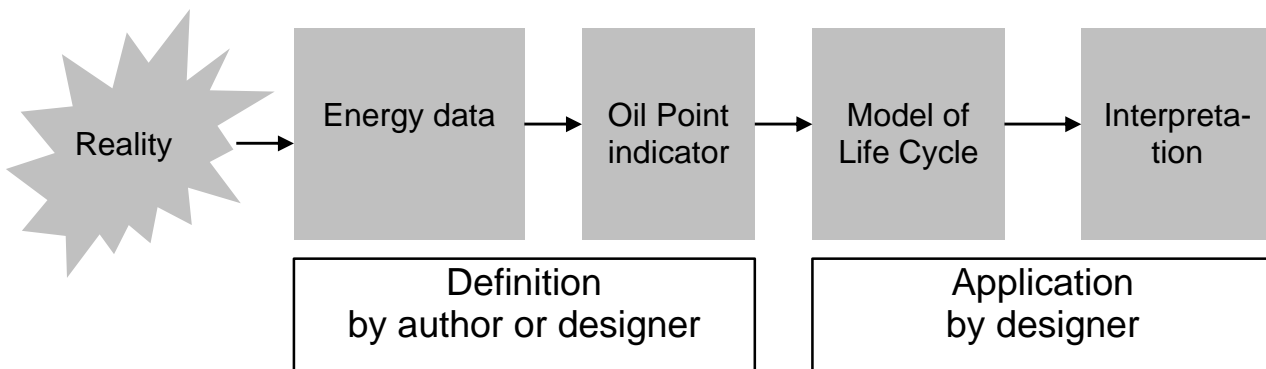 Reality
Energy data
Oil Point
indicator
Model of
Life Cycle
Interpreta-
tion
Definition
by author or designer
Application
by designer